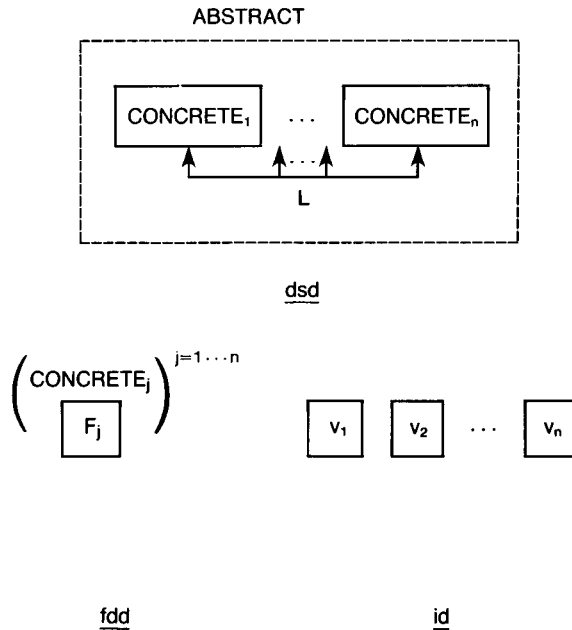 ABSTRACT
CONCRETE₁ ... CONCRETEₙ
...
L
dsd
(CONCRETEⱼ)ʲ⁼¹ ··· ⁿ
Fⱼ
v₁ v₂ ... vₙ
fdd id